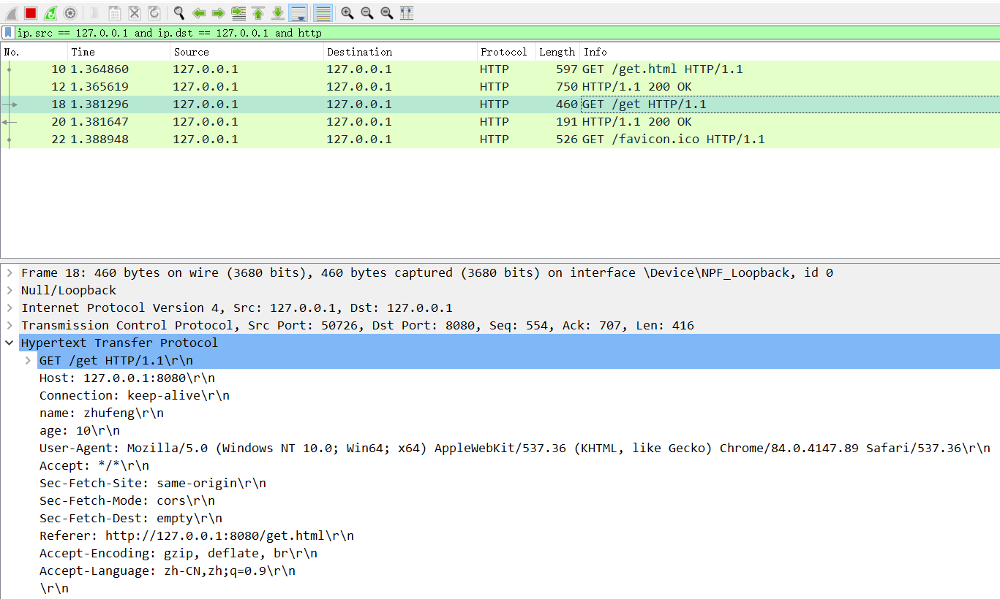 ip.src == 127.0.0.1 and ip.dst == 127.0.0.1 and http
No. Time Source Destination Protocol Length Info
10 1.364860 127.0.0.1 127.0.0.1 HTTP 597 GET /get.html HTTP/1.1
12 1.365619 127.0.0.1 127.0.0.1 HTTP 750 HTTP/1.1 200 OK
18 1.381296 127.0.0.1 127.0.0.1 HTTP 460 GET /get HTTP/1.1
20 1.381647 127.0.0.1 127.0.0.1 HTTP 191 HTTP/1.1 200 OK
22 1.388948 127.0.0.1 127.0.0.1 HTTP 526 GET /favicon.ico HTTP/1.1
Frame 18: 460 bytes on wire (3680 bits), 460 bytes captured (3680 bits) on interface \Device\NPF_Loopback, id 0
Null/Loopback
Internet Protocol Version 4, Src: 127.0.0.1, Dst: 127.0.0.1
Transmission Control Protocol, Src Port: 50726, Dst Port: 8080, Seq: 554, Ack: 707, Len: 416
Hypertext Transfer Protocol
GET /get HTTP/1.1\r\n
Host: 127.0.0.1:8080\r\n
Connection: keep-alive\r\n
name: zhufeng\r\n
age: 10\r\n
User-Agent: Mozilla/5.0 (Windows NT 10.0; Win64; x64) AppleWebKit/537.36 (KHTML, like Gecko) Chrome/84.0.4147.89 Safari/537.36\r\n
Accept: */*\r\n
Sec-Fetch-Site: same-origin\r\n
Sec-Fetch-Mode: cors\r\n
Sec-Fetch-Dest: empty\r\n
Referer: http://127.0.0.1:8080/get.html\r\n
Accept-Encoding: gzip, deflate, br\r\n
Accept-Language: zh-CN,zh;q=0.9\r\n
\r\n